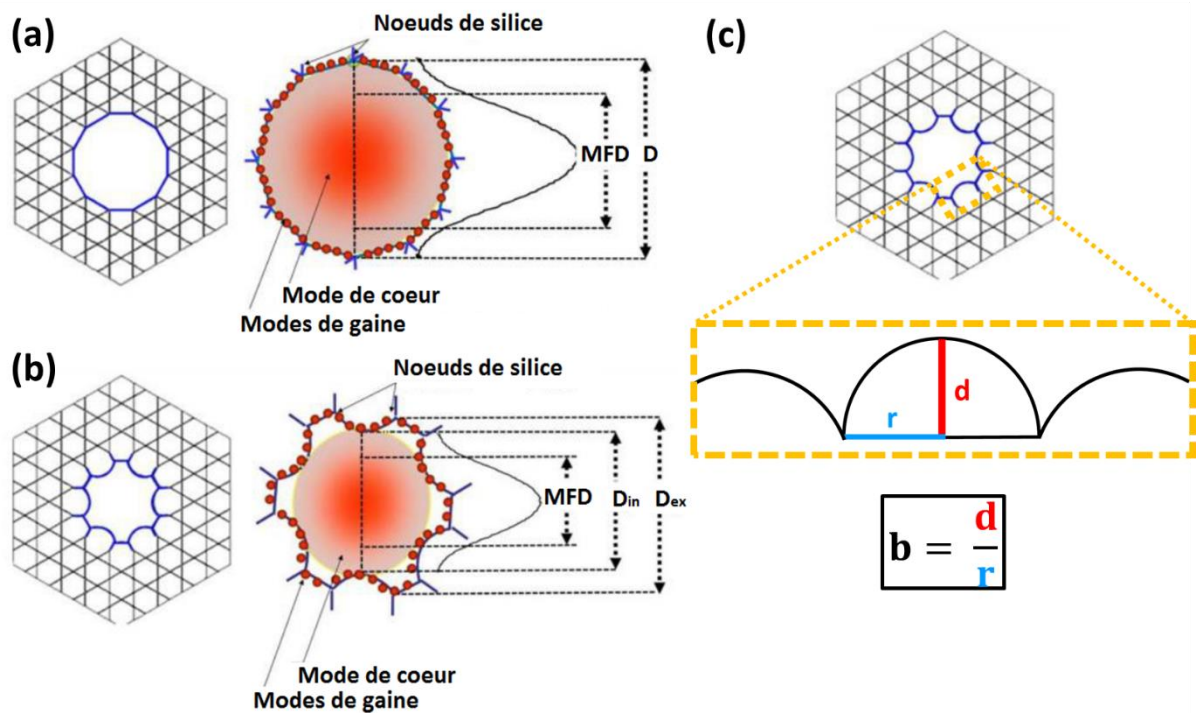 (a)
Noeuds de silice
MFD
D
Mode de coeur
Modes de gaine
(b)
Noeuds de silice
MFD
Din
Dex
Mode de coeur
Modes de gaine
(c)
d
r
b = d/r